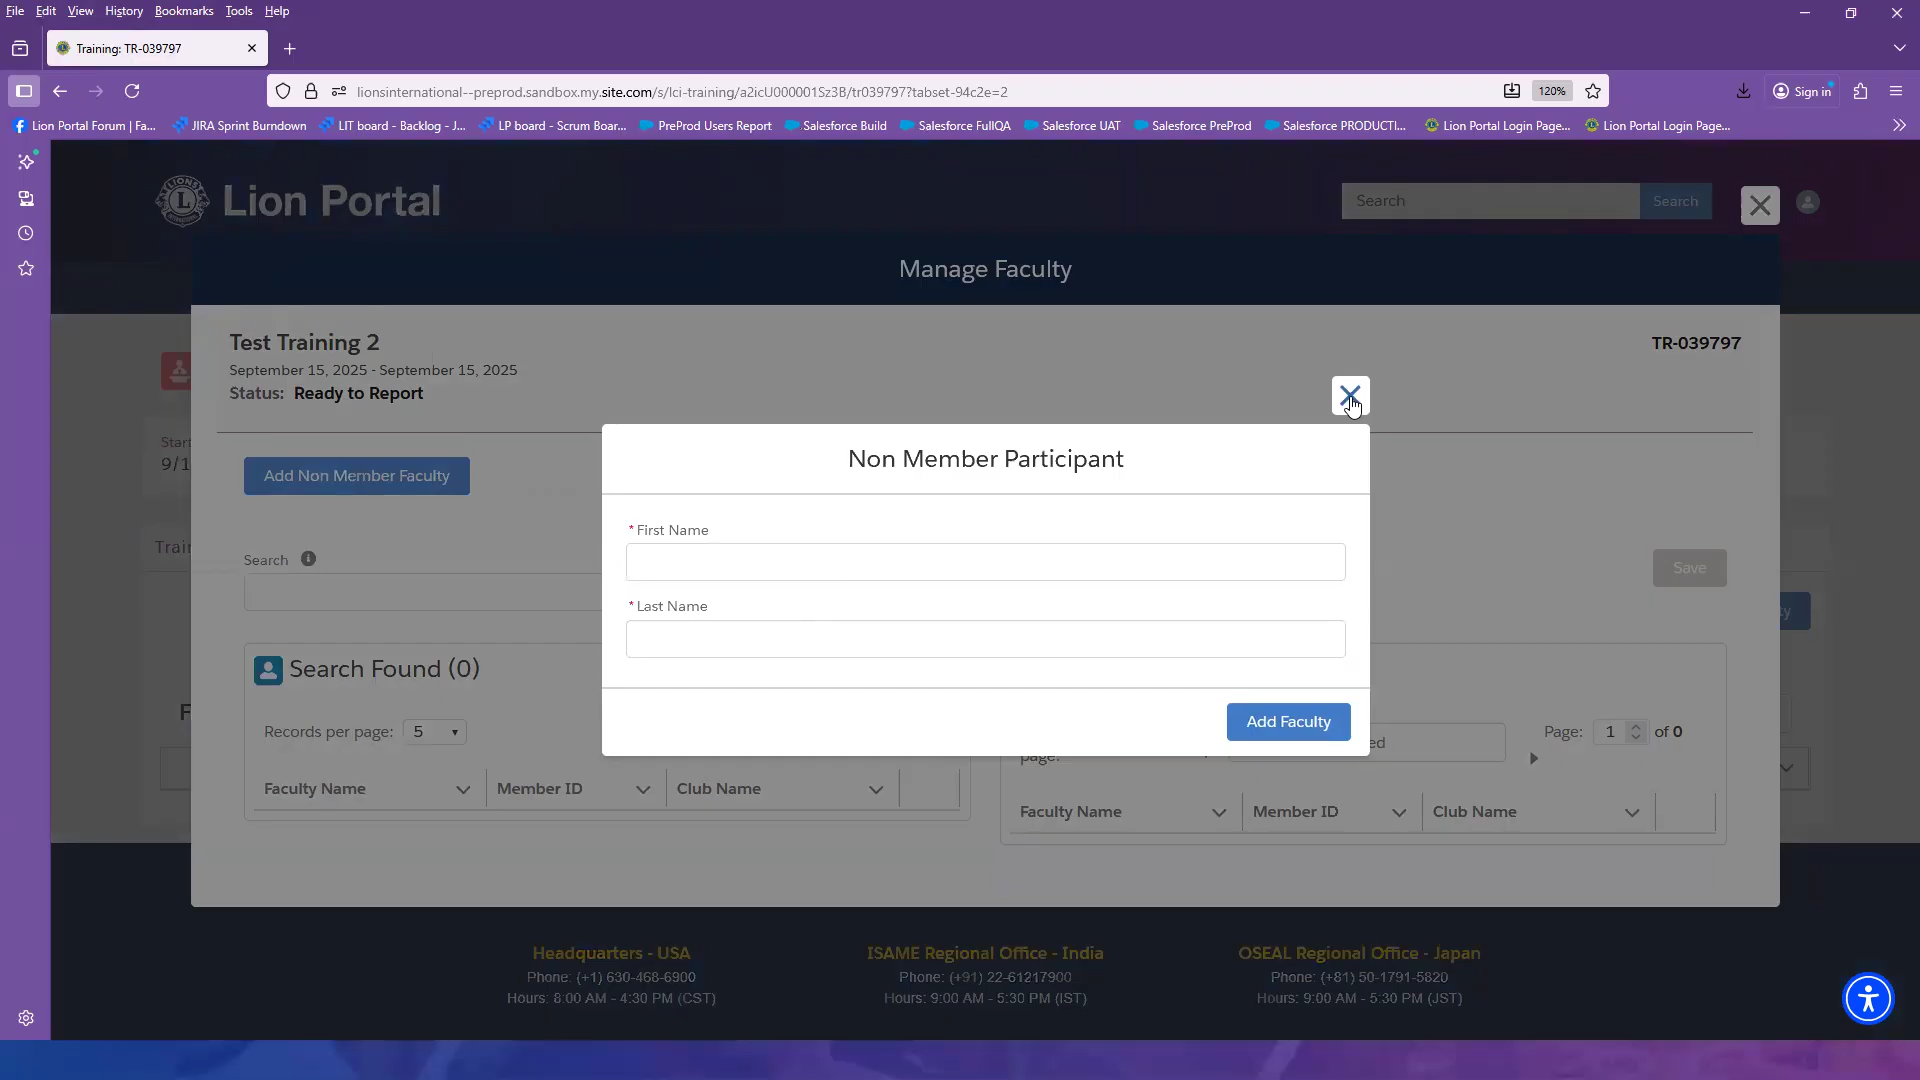 File Edit View History Bookmarks Tools Help
Training: TR-039797
lionsinternational--preprod.sandbox.my.site.com/s/lci-training/a2icU000001Sz3B/tr039797?tabset-94c2e=2
120%
Sign in
Lion Portal Forum | Fa...
JIRA Sprint Burndown
LIT board - Backlog - J...
LP board - Scrum Boar...
PreProd Users Report
Salesforce Build
Salesforce FullQA
Salesforce UAT
Salesforce PreProd
Salesforce PRODUCTI...
Lion Portal Login Page...
Lion Portal Login Page...
Lion Portal
Search
Search
Manage Faculty
Test Training 2
TR-039797
September 15, 2025 - September 15, 2025
Status: Ready to Report
Start
9/1
Add Non Member Faculty
Non Member Participant
* First Name
Train
Search
Save
* Last Name
ty
Search Found (0)
F
Records per page: 5
Add Faculty
ed
Page: 1 of 0
page:
Faculty Name Member ID Club Name
Faculty Name Member ID Club Name
Headquarters - USA
Phone: (+1) 630-468-6900
Hours: 8:00 AM - 4:30 PM (CST)
ISAME Regional Office - India
Phone: (+91) 22-61217900
Hours: 9:00 AM - 5:30 PM (IST)
OSEAL Regional Office - Japan
Phone: (+81) 50-1791-5820
Hours: 9:00 AM - 5:30 PM (JST)